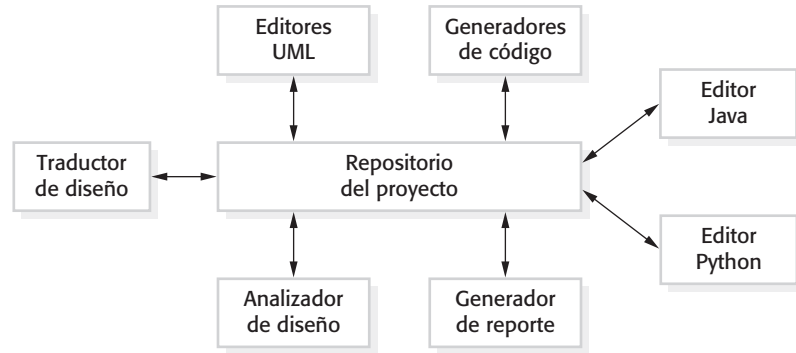 Editores
UML
Generadores
de código
Editor
Java
Traductor
de diseño
Repositorio
del proyecto
Editor
Python
Analizador
de diseño
Generador
de reporte